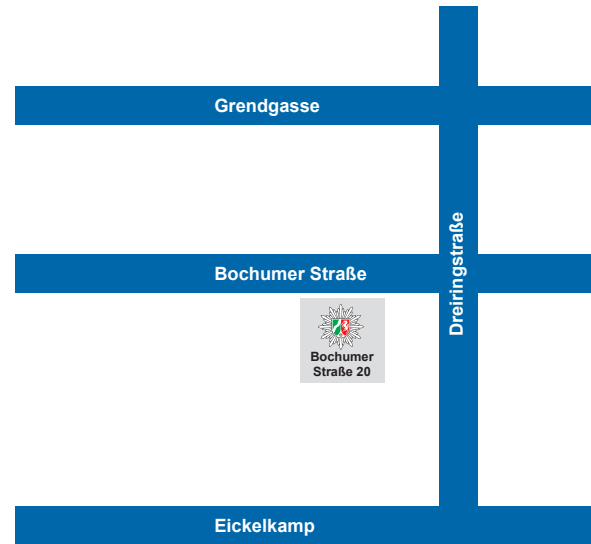 Grendgasse
Bochumer Straße
Dreiringstraße
Bochumer
Straße 20
Eickelkamp